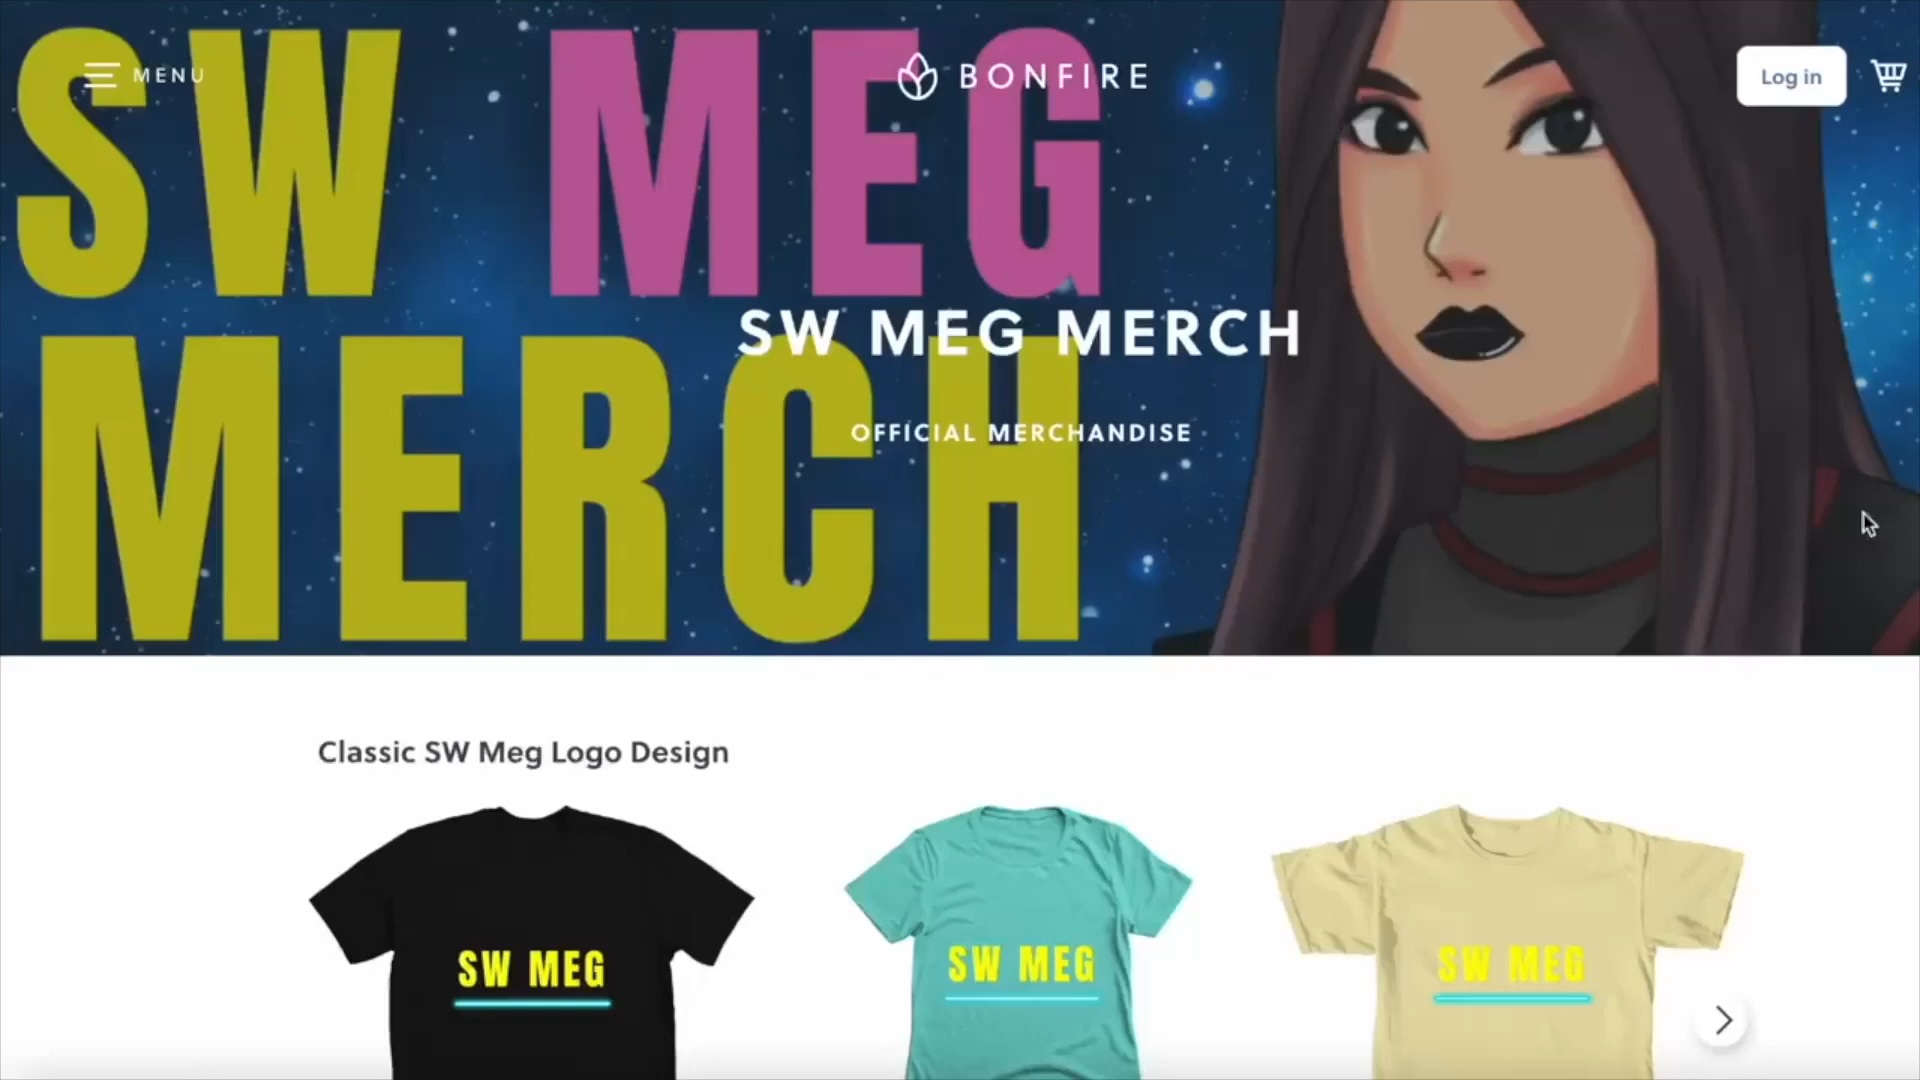 SW MEG
MERCH
MENU
BONFIRE
Log in
SW MEG MERCH
OFFICIAL MERCHANDISE
Classic SW Meg Logo Design
SW MEG
SW MEG
SW MEG